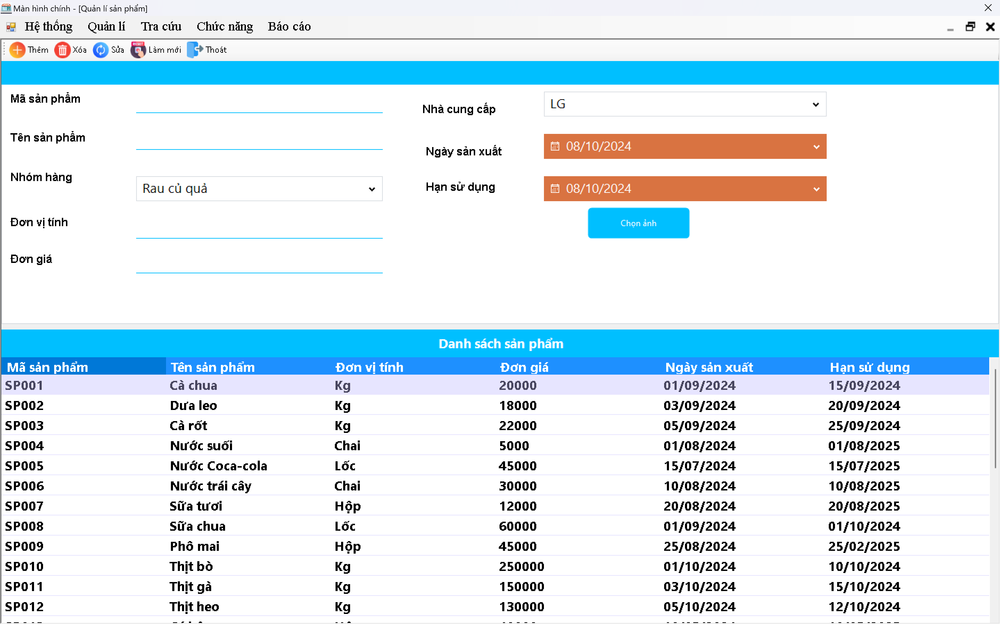 Màn hình chính - [Quản lí sản phẩm]
Hệ thống Quản lí Tra cứu Chức năng Báo cáo
Thêm Xóa Sửa RESET Làm mới Thoát
Mã sản phẩm
Nhà cung cấp LG
Tên sản phẩm
Ngày sản xuất 08/10/2024
Nhóm hàng Rau củ quả
Hạn sử dụng 08/10/2024
Đơn vị tính
Chọn ảnh
Đơn giá
Danh sách sản phẩm
Mã sản phẩm Tên sản phẩm Đơn vị tính Đơn giá Ngày sản xuất Hạn sử dụng
SP001 Cà chua Kg 20000 01/09/2024 15/09/2024
SP002 Dưa leo Kg 18000 03/09/2024 20/09/2024
SP003 Cà rốt Kg 22000 05/09/2024 25/09/2024
SP004 Nước suối Chai 5000 01/08/2024 01/08/2025
SP005 Nước Coca-cola Lốc 45000 15/07/2024 15/07/2025
SP006 Nước trái cây Chai 30000 10/08/2024 10/08/2025
SP007 Sữa tươi Hộp 12000 20/08/2024 20/08/2025
SP008 Sữa chua Lốc 60000 01/09/2024 01/10/2024
SP009 Phô mai Hộp 45000 25/08/2024 25/02/2025
SP010 Thịt bò Kg 250000 01/10/2024 10/10/2024
SP011 Thịt gà Kg 150000 03/10/2024 15/10/2024
SP012 Thịt heo Kg 130000 05/10/2024 12/10/2024